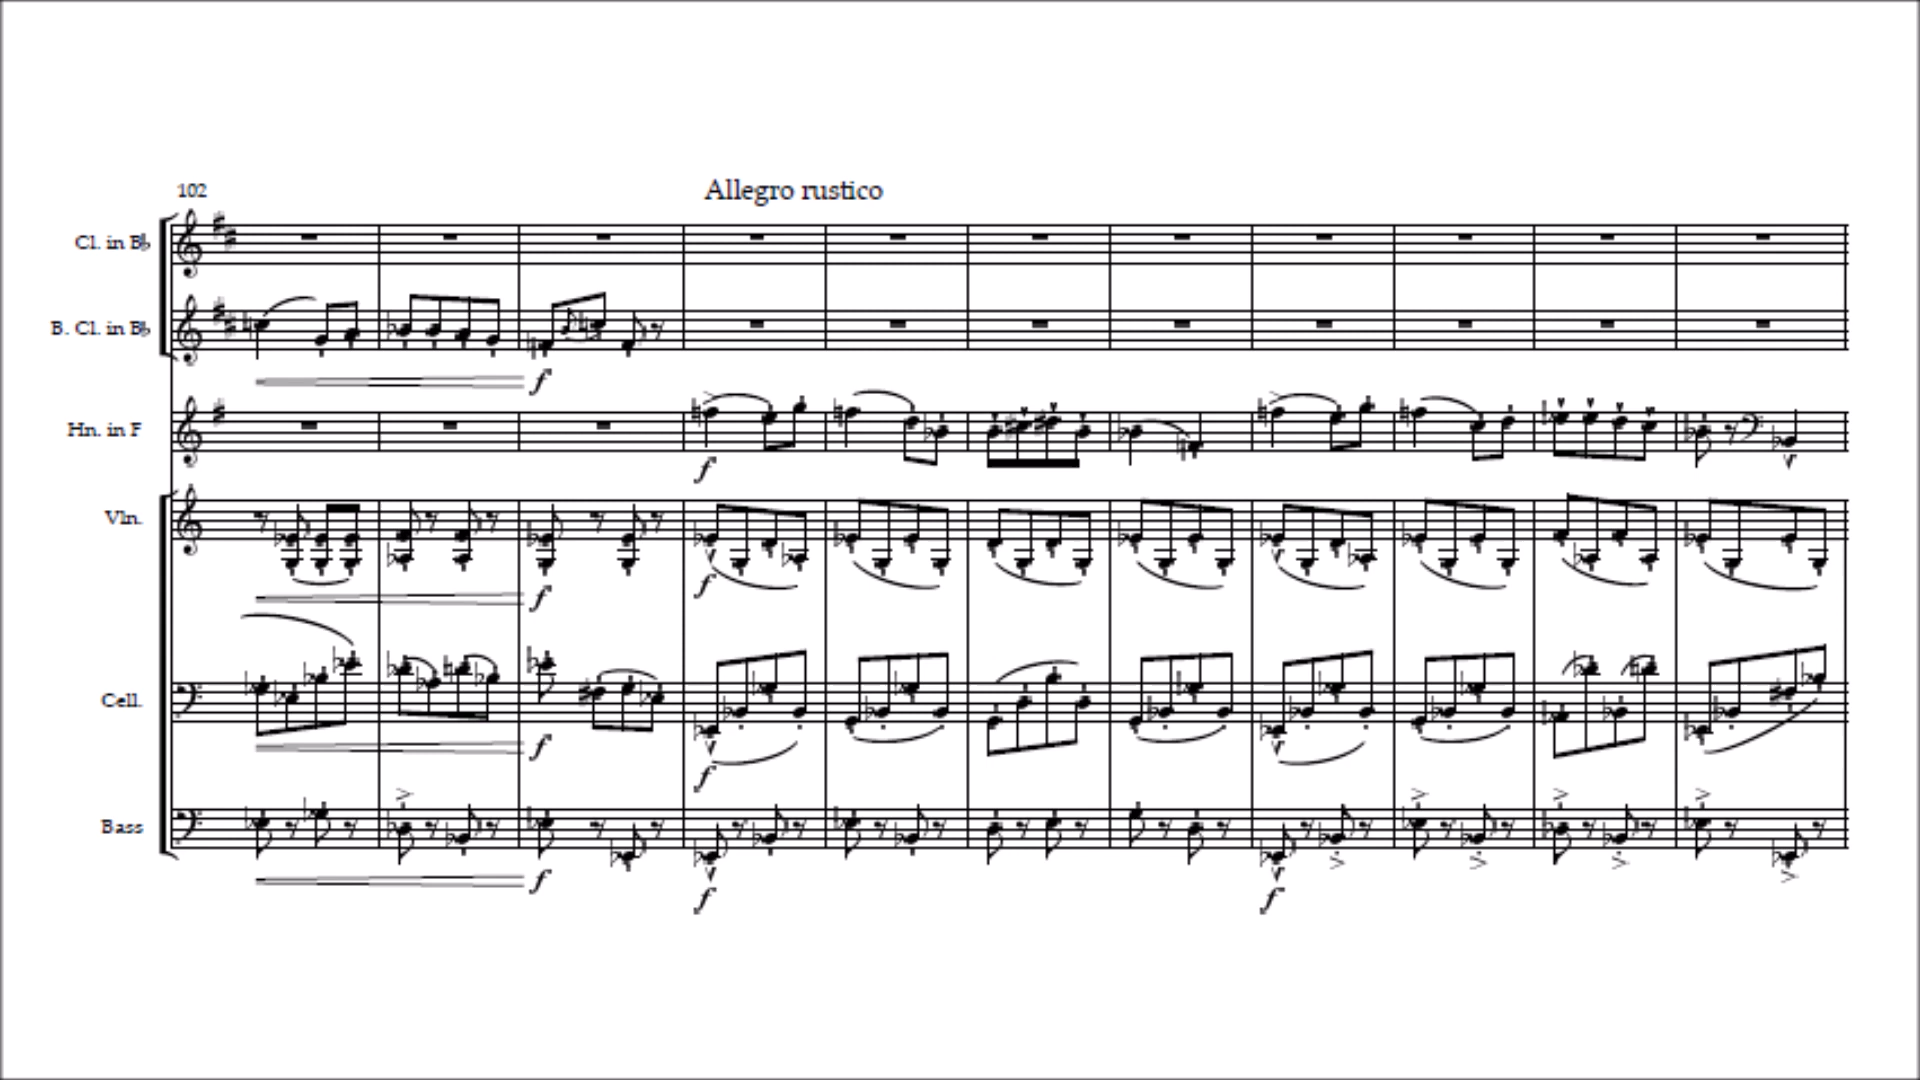 102
Allegro rustico
Cl. in B♭
B. Cl. in B♭
f
Hn. in F
f
Vln.
f f
Cell.
f
f
Bass
f f f